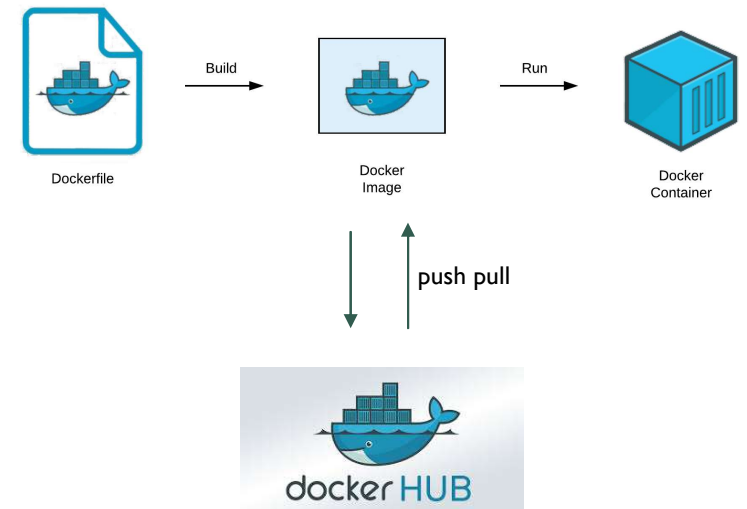 Build
Run
Dockerfile
Docker
Image
Docker
Container
push pull
docker HUB